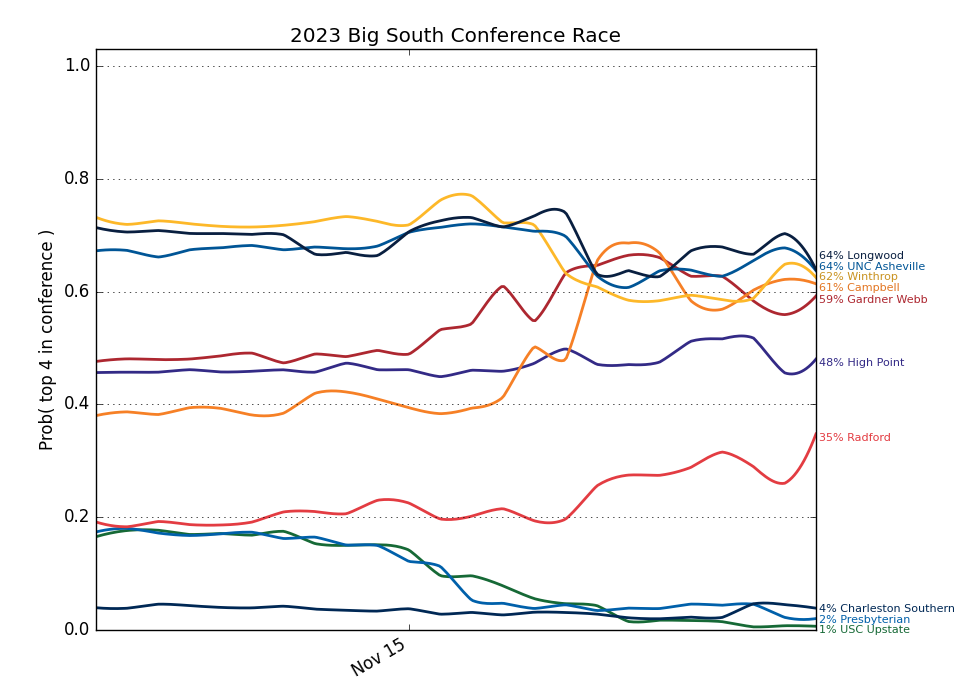 2023 Big South Conference Race
1.0
0.8
0.6
0.4
0.2
0.0
Prob( top 4 in conference )
Nov 15
64% Longwood
64% UNC Asheville
62% Winthrop
61% Campbell
59% Gardner Webb
48% High Point
35% Radford
4% Charleston Southern
2% Presbyterian
1% USC Upstate